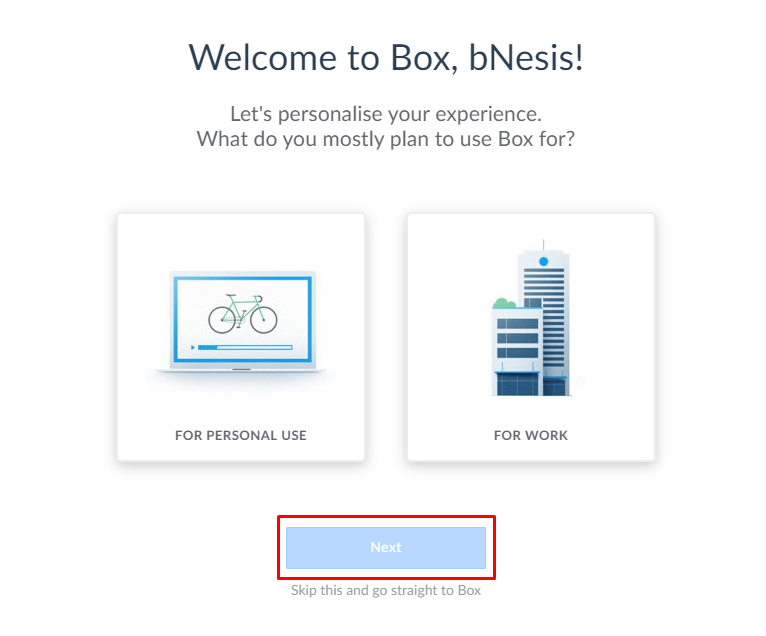 Welcome to Box, bNesis!
Let's personalise your experience.
What do you mostly plan to use Box for?
FOR PERSONAL USE
FOR WORK
Next
Skip this and go straight to Box